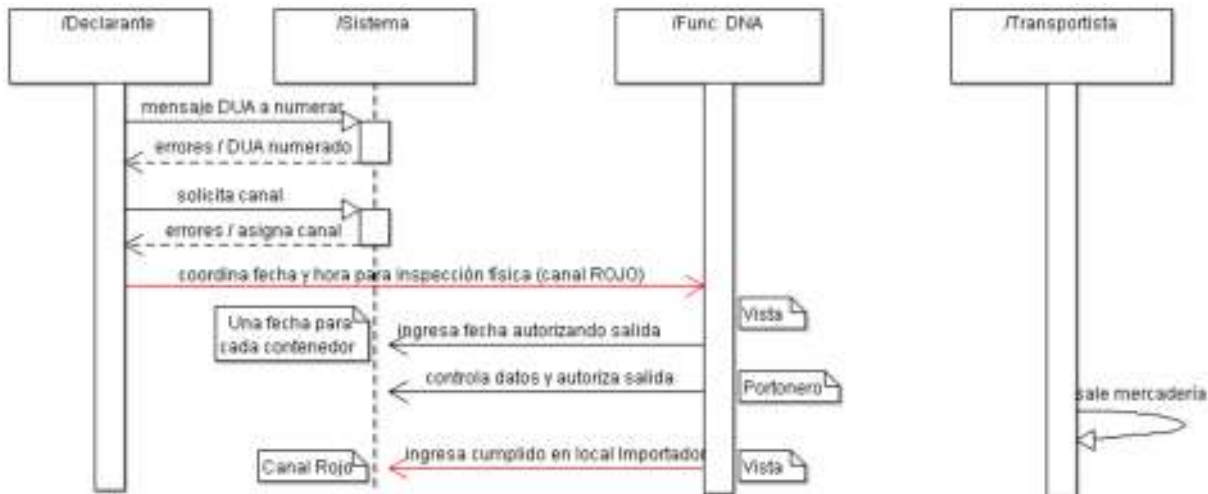 /Declarante
/Sistema
/Func. DNA
/Transportista
mensaje DUA a numerar
errores / DUA numerado
solicita canal
errores / asigna canal
coordina fecha y hora para inspección física (canal ROJO)
Vista
Una fecha para
cada contenedor
ingresa fecha autorizando salida
controla datos y autoriza salida
Portonero
sale mercadería
Canal Rojo
ingresa cumplido en local Importador
Vista